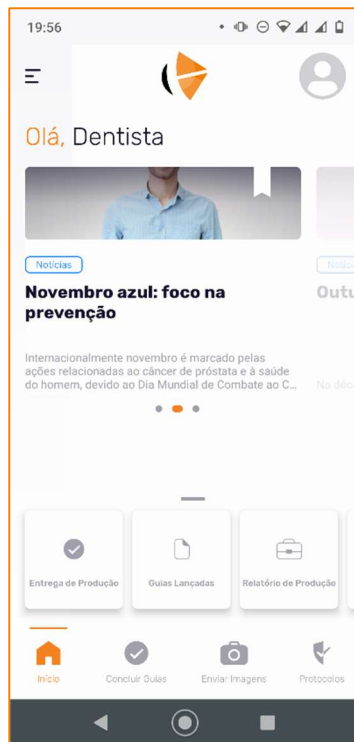 19:56
Olá, Dentista
Notícias
Novembro azul: foco na
prevenção
Internacionalmente novembro é marcado pelas
ações relacionadas ao câncer de próstata e à saúde
do homem, devido ao Dia Mundial de Combate ao C...
Outu
Na déc
Entrega de Produção
Guias Lançadas
Relatório de Produção
Início
Concluir Guias
Enviar Imagens
Protocolos